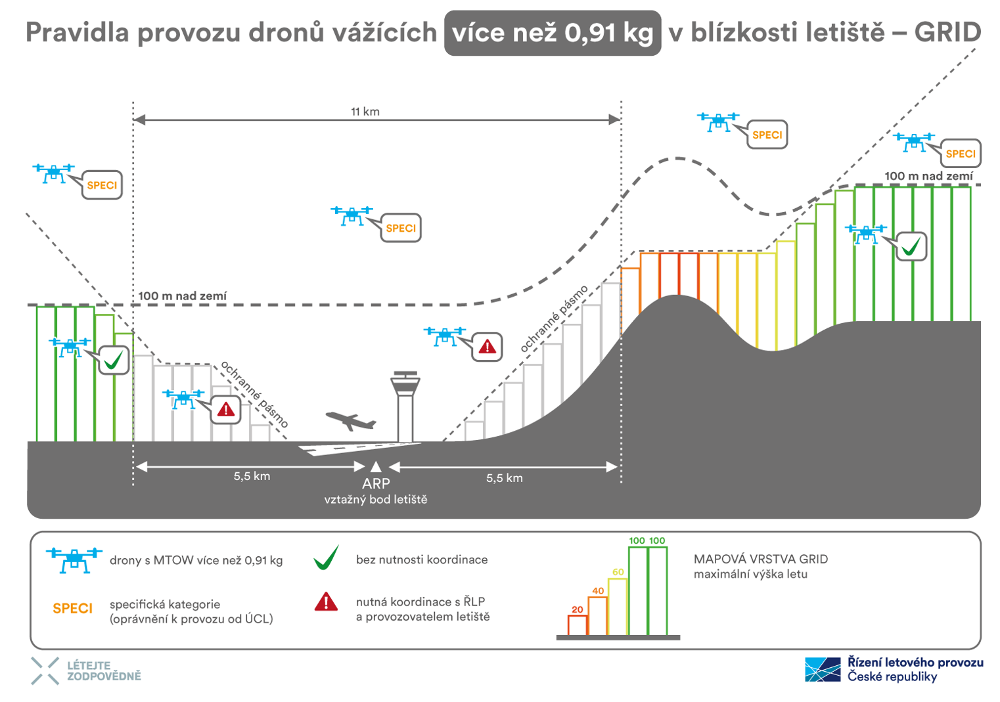 Pravidla provozu dronů vážících více než 0,91 kg v blízkosti letiště – GRID
11 km
SPECI
SPECI
SPECI
SPECI
100 m nad zemí
100 m nad zemí
ochranné pásmo
ochranné pásmo
5,5 km
5,5 km
ARP
vztažný bod letiště
drony s MTOW více než 0,91 kg
SPECI
specifická kategorie
(oprávnění k provozu od ÚCL)
bez nutnosti koordinace
nutná koordinace s ŘLP
a provozovatelem letiště
20
40
60
100 100
MAPOVÁ VRSTVA GRID
maximální výška letu
LÉTEJTE
ZODPOVĚDNĚ
Řízení letového provozu
České republiky